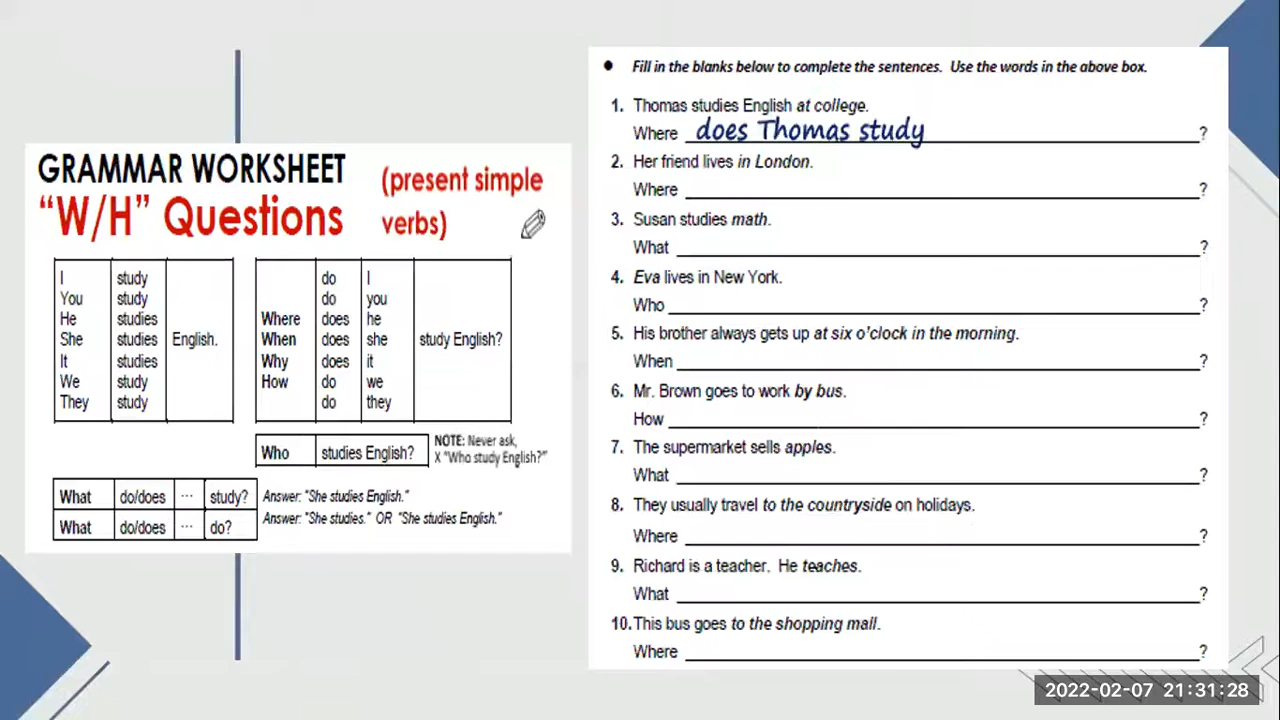 GRAMMAR WORKSHEET
“W/H” Questions
(present simple
verbs)
I study
You study
He studies
She studies English.
It studies
We study
They study
do I
do you
Where does he
When does she study English?
Why does it
How do we
do they
Who studies English?
NOTE: Never ask,
X “Who study English?”
What do/does ... study? Answer: "She studies English."
What do/does ... do? Answer: "She studies." OR "She studies English."
• Fill in the blanks below to complete the sentences. Use the words in the above box.
1. Thomas studies English at college.
Where does Thomas study ?
2. Her friend lives in London.
Where ?
3. Susan studies math.
What ?
4. Eva lives in New York.
Who ?
5. His brother always gets up at six o’clock in the morning.
When ?
6. Mr. Brown goes to work by bus.
How ?
7. The supermarket sells apples.
What ?
8. They usually travel to the countryside on holidays.
Where ?
9. Richard is a teacher. He teaches.
What ?
10. This bus goes to the shopping mall.
Where ?
2022-02-07 21:31:28